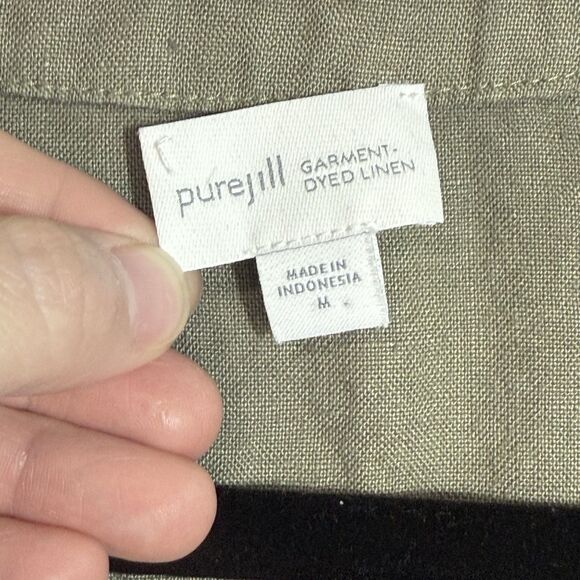 purejill GARMENT-
DYED LINEN
MADE IN
INDONESIA
M